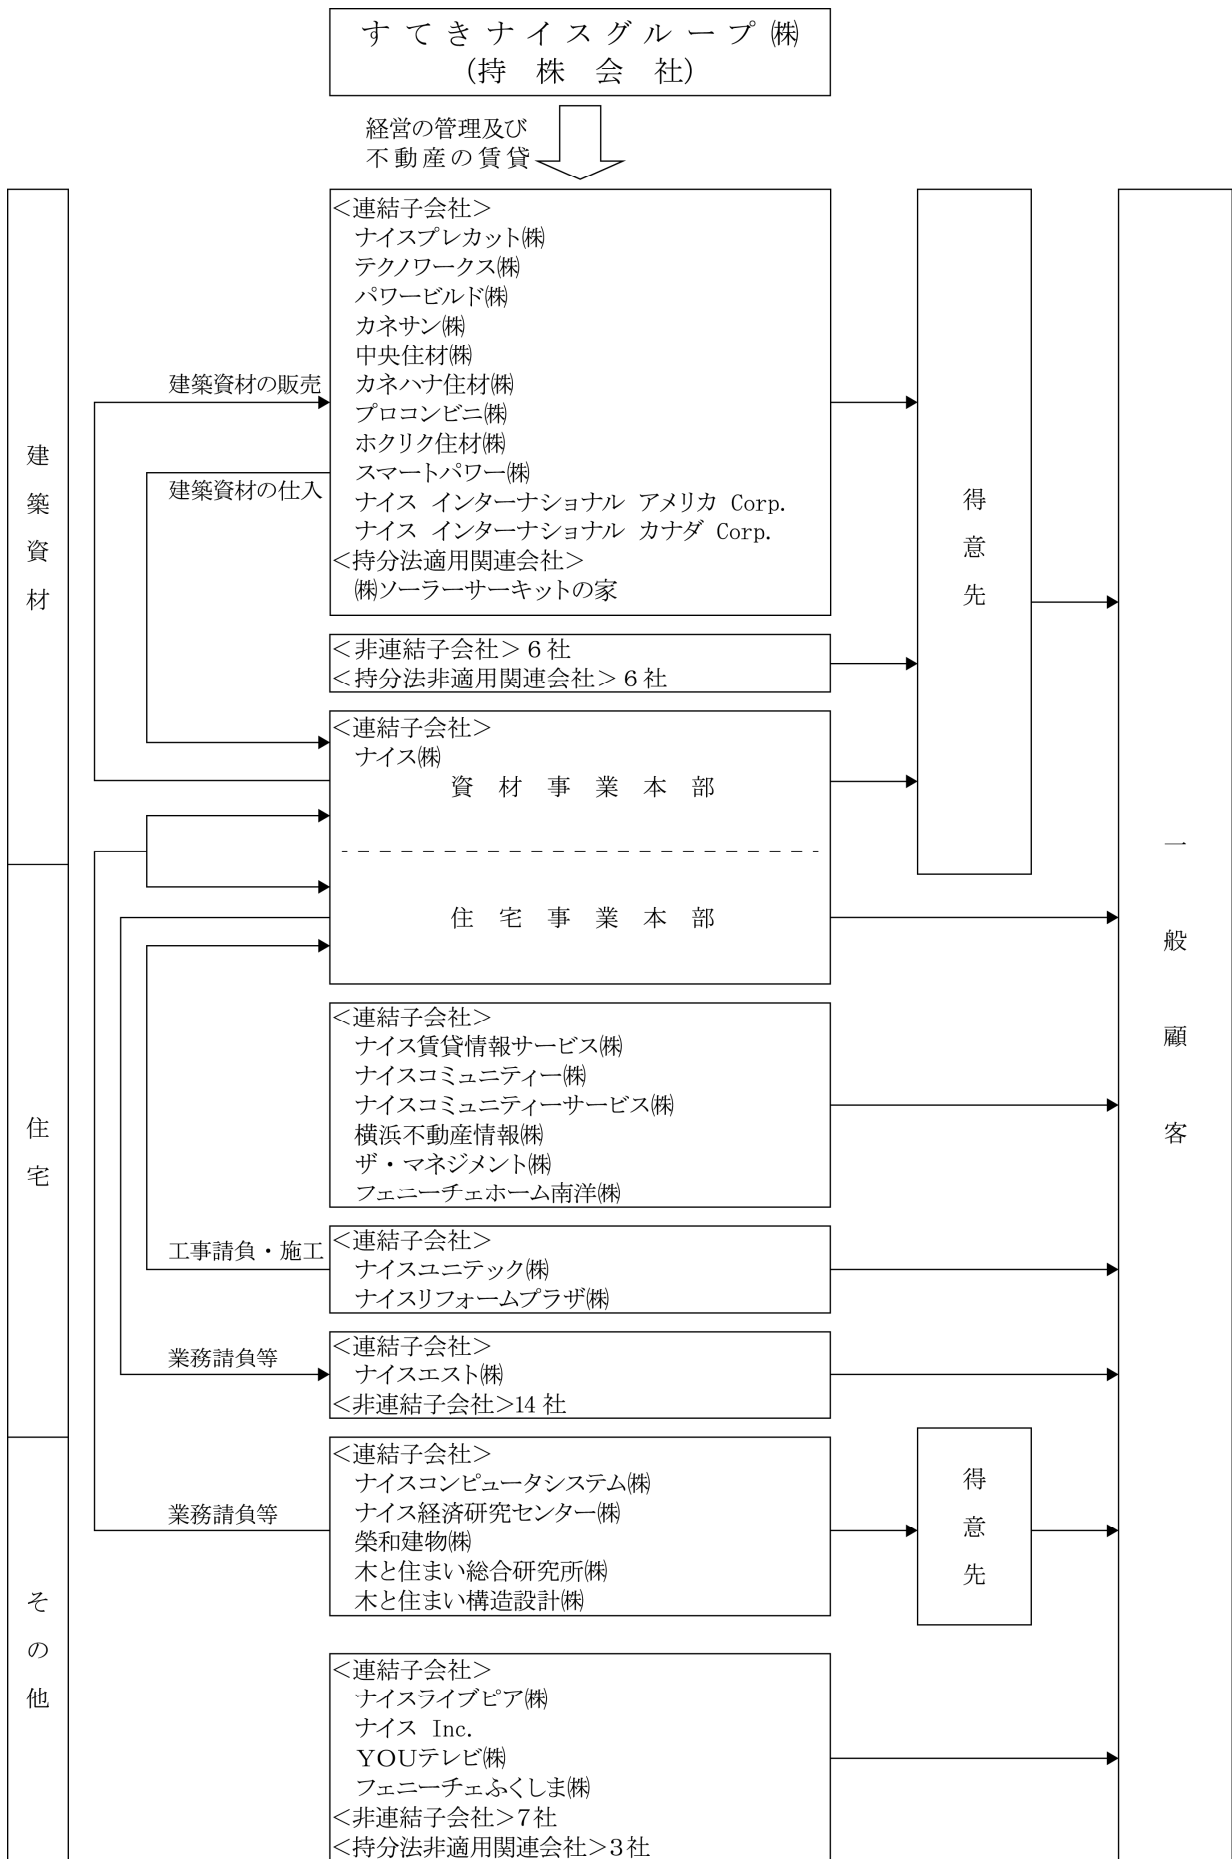 すてきナイスグループ㈱
(持株会社)
経営の管理及び
不動産の賃貸
建築資材
<連結子会社>
ナイスプレカット㈱
テクノワークス㈱
パワービルド㈱
カネサン㈱
中央住材㈱
カネハナ住材㈱
プロコンビニ㈱
ホクリク住材㈱
スマートパワー㈱
ナイス インターナショナル アメリカ Corp.
ナイス インターナショナル カナダ Corp.
<持分法適用関連会社>
㈱ソーラーサーキットの家
建築資材の販売
建築資材の仕入
得意先
一般顧客
<非連結子会社>6社
<持分法非適用関連会社>6社
<連結子会社>
ナイス㈱
資材事業本部
住宅事業本部
住宅
<連結子会社>
ナイス賃貸情報サービス㈱
ナイスコミュニティー㈱
ナイスコミュニティーサービス㈱
横浜不動産情報㈱
ザ・マネジメント㈱
フェニーチェホーム南洋㈱
工事請負・施工
<連結子会社>
ナイスユニテック㈱
ナイスリフォームプラザ㈱
業務請負等
<連結子会社>
ナイスエスト㈱
<非連結子会社>14社
その他
業務請負等
<連結子会社>
ナイスコンピュータシステム㈱
ナイス経済研究センター㈱
榮和建物㈱
木と住まい総合研究所㈱
木と住まい構造設計㈱
得意先
<連結子会社>
ナイスライブピア㈱
ナイス Inc.
YOUテレビ㈱
フェニーチェふくしま㈱
<非連結子会社>7社
<持分法非適用関連会社>3社